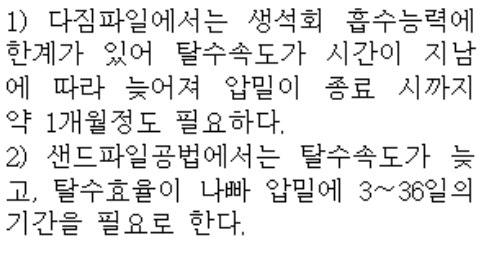 1) 다짐파일에서는 생석회 흡수능력에
한계가 있어 탈수속도가 시간이 지남
에 따라 늦어져 압밀이 종료 시까지
약 1개월정도 필요하다.
2) 샌드파일공법에서는 탈수속도가 늦
고, 탈수효율이 나빠 압밀에 3~36일의
기간을 필요로 한다.